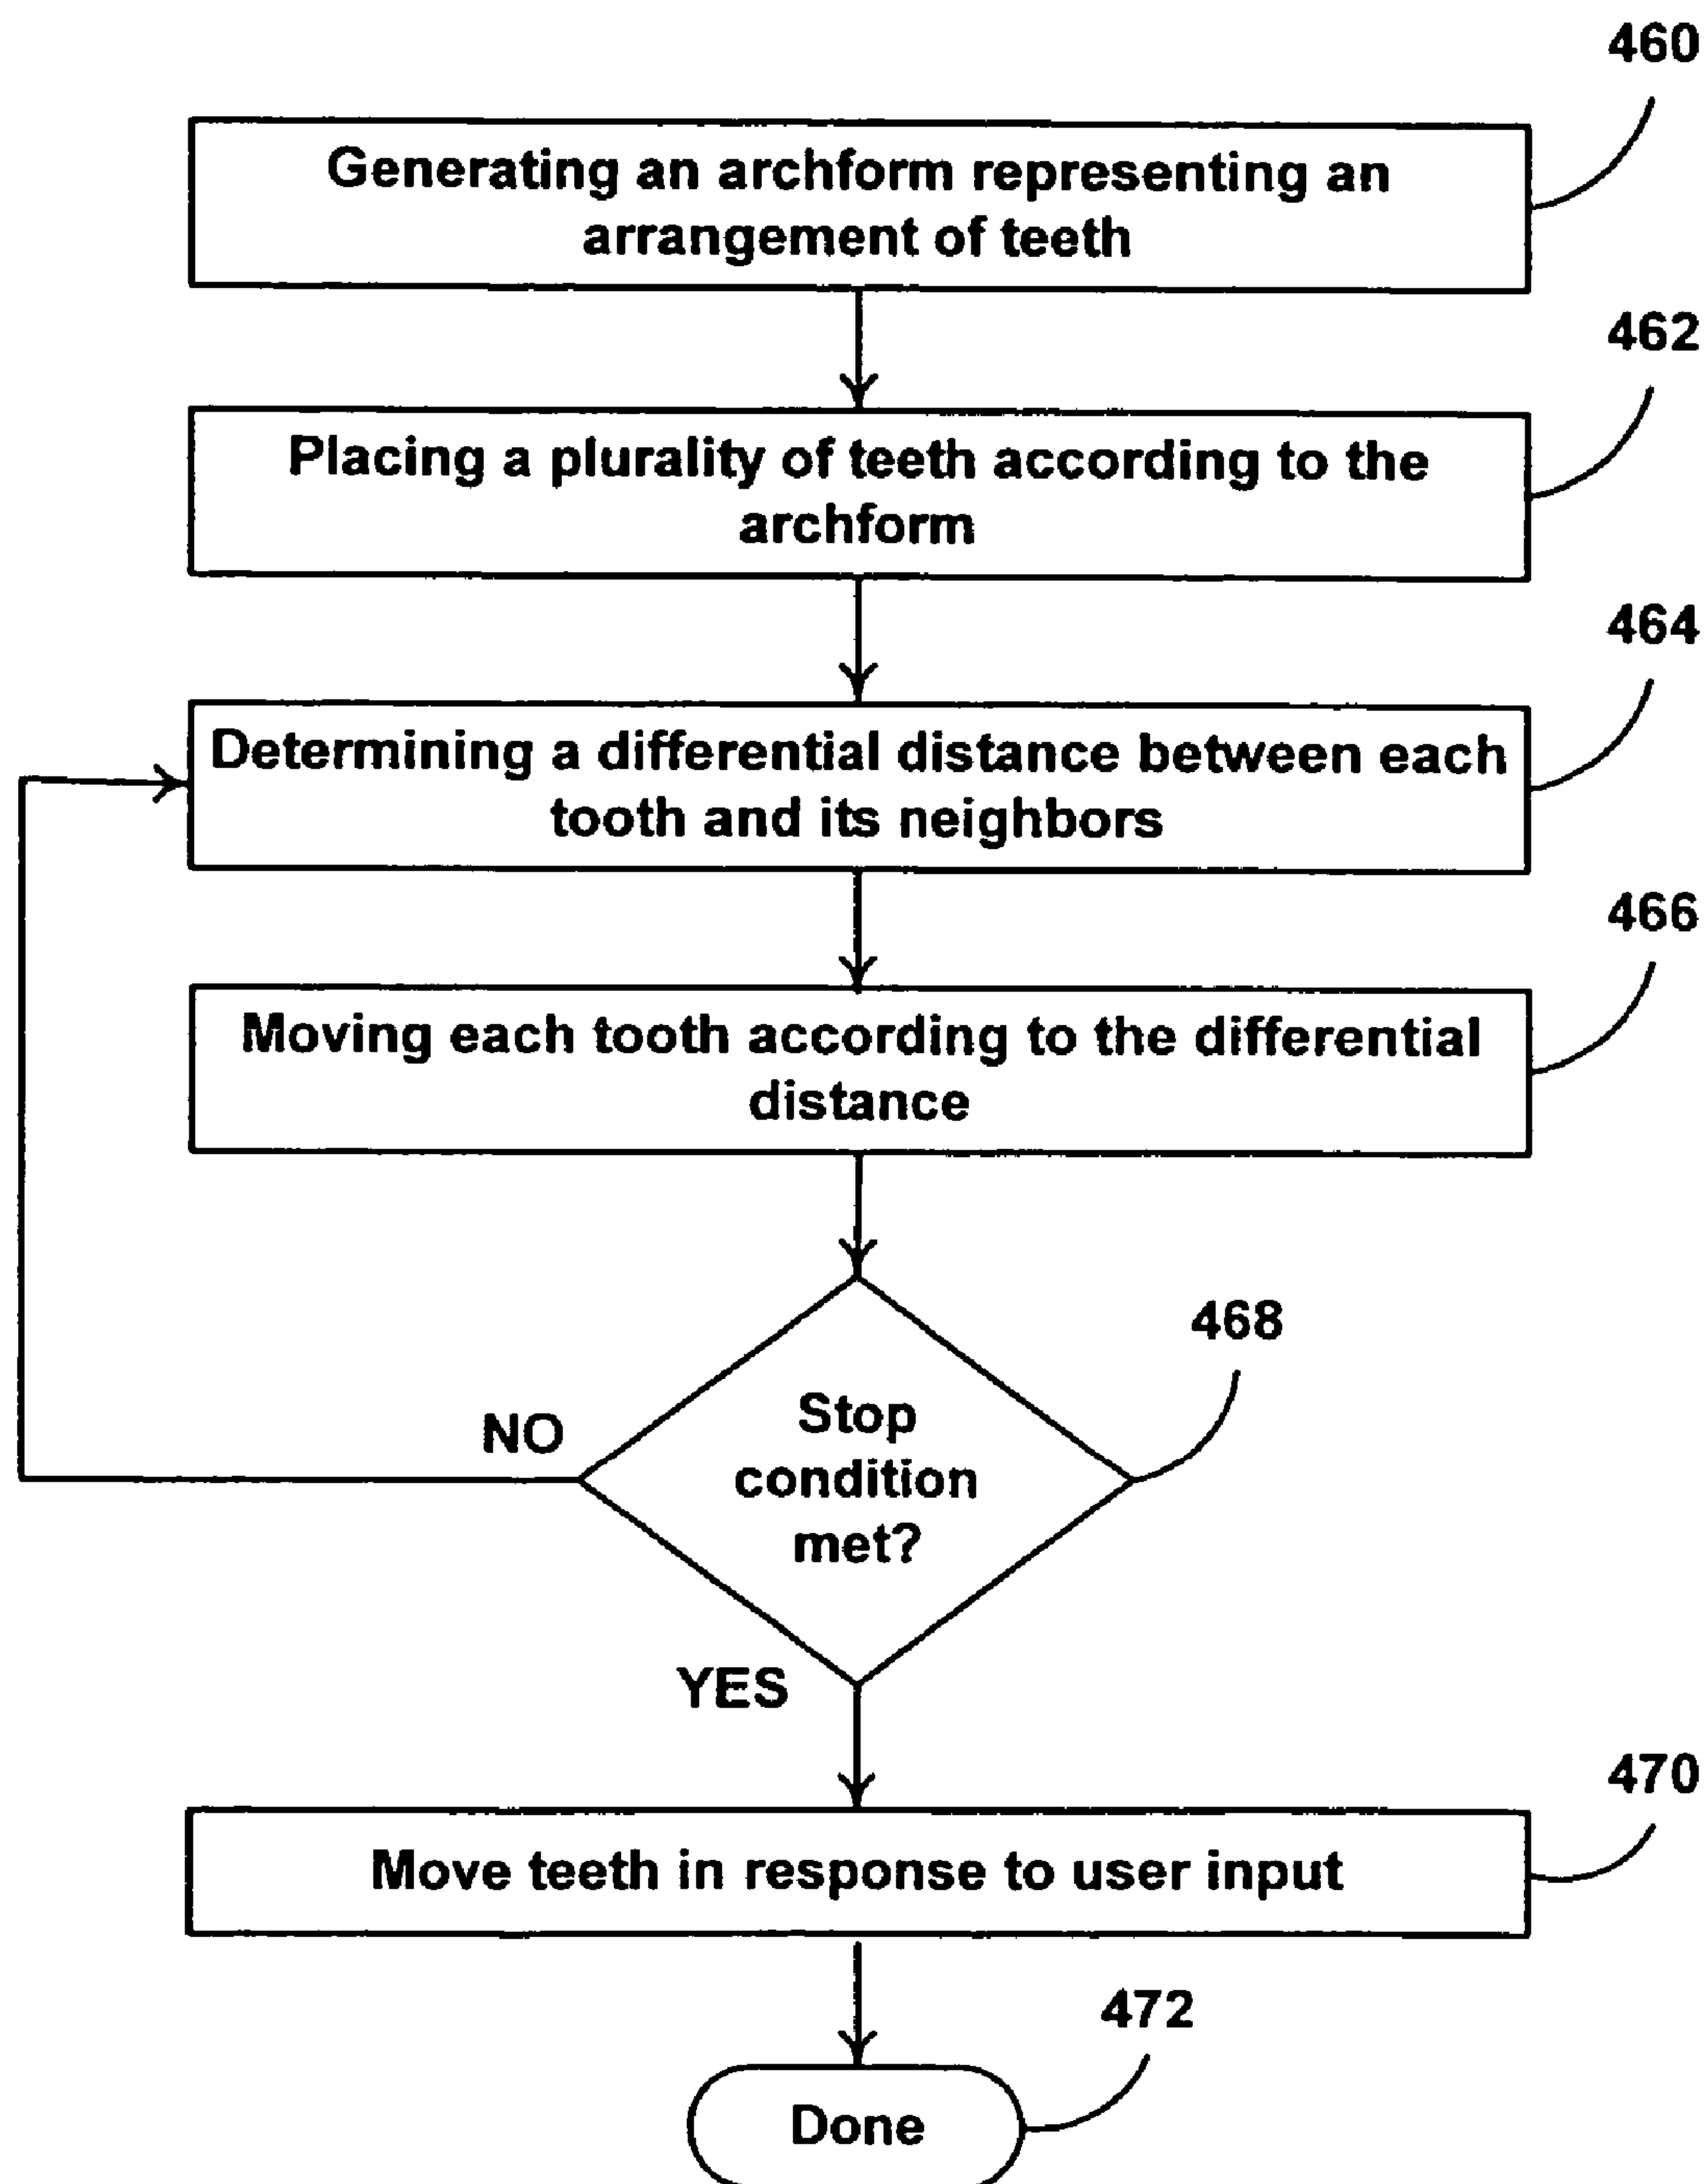 460
Generating an archform representing an
arrangement of teeth
462
Placing a plurality of teeth according to the
archform
464
Determining a differential distance between each
tooth and its neighbors
466
Moving each tooth according to the differential
distance
468
Stop
condition
met?
NO
YES
470
Move teeth in response to user input
472
Done